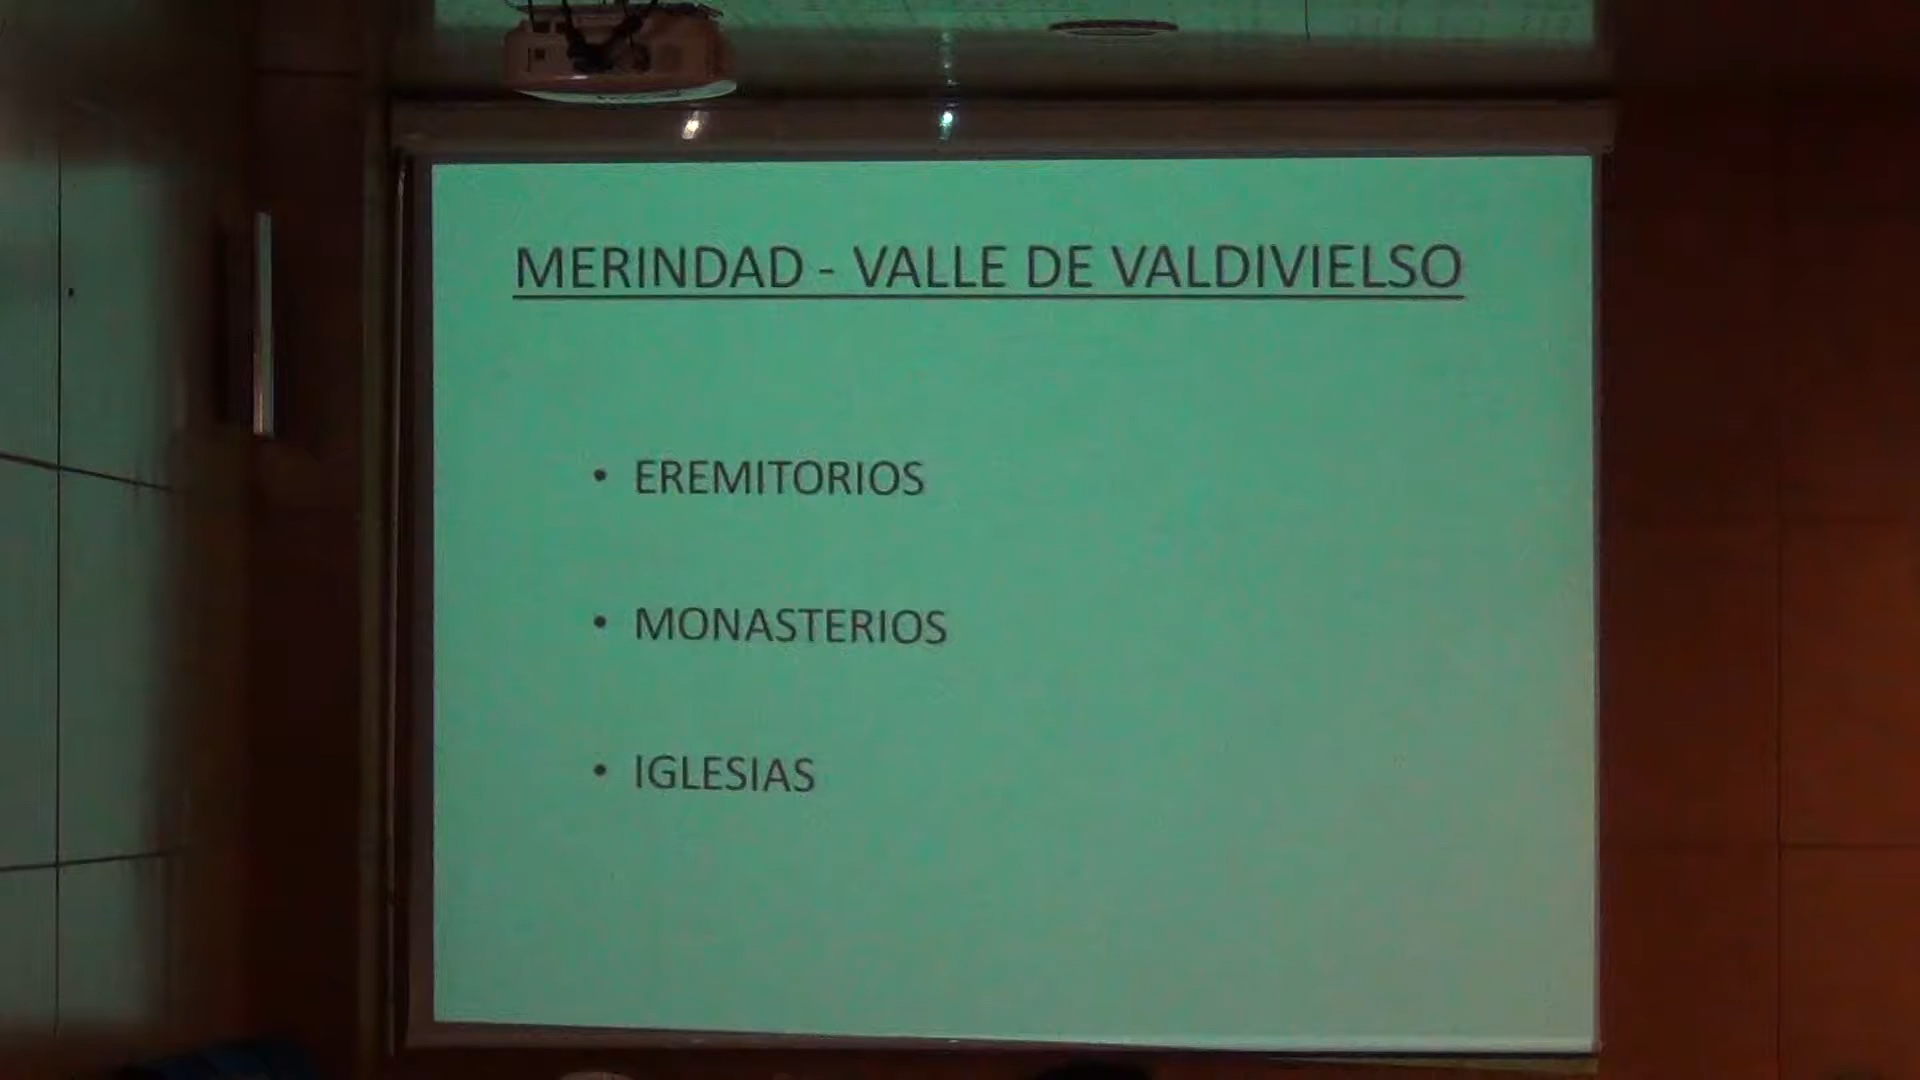 MERINDAD - VALLE DE VALDIVIELSO
• EREMITORIOS
• MONASTERIOS
• IGLESIAS